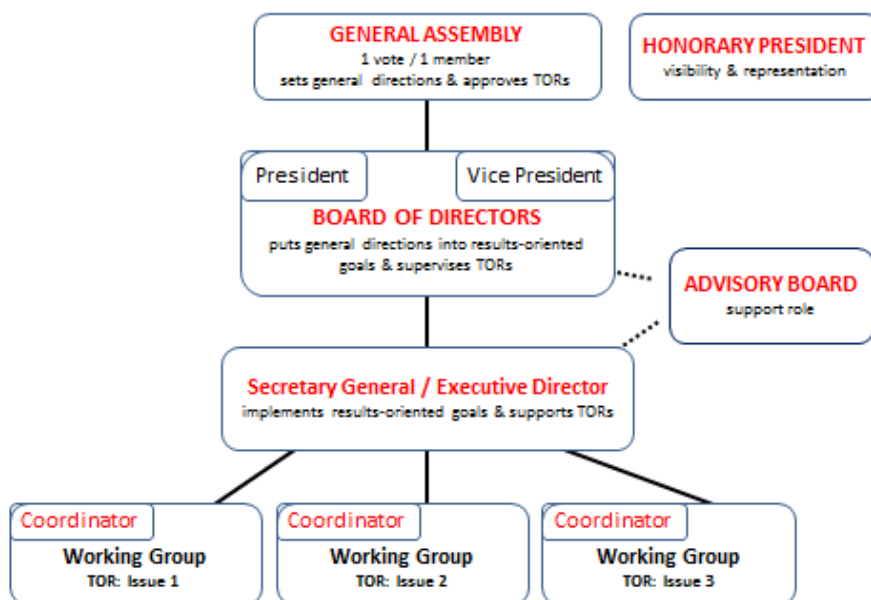 GENERAL ASSEMBLY
1 vote / 1 member
sets general directions & approves TORs
HONORARY PRESIDENT
visibility & representation
President
Vice President
BOARD OF DIRECTORS
puts general directions into results-oriented
goals & supervises TORs
ADVISORY BOARD
support role
Secretary General / Executive Director
implements results-oriented goals & supports TORs
Coordinator
Working Group
TOR: Issue 1
Coordinator
Working Group
TOR: Issue 2
Coordinator
Working Group
TOR: Issue 3